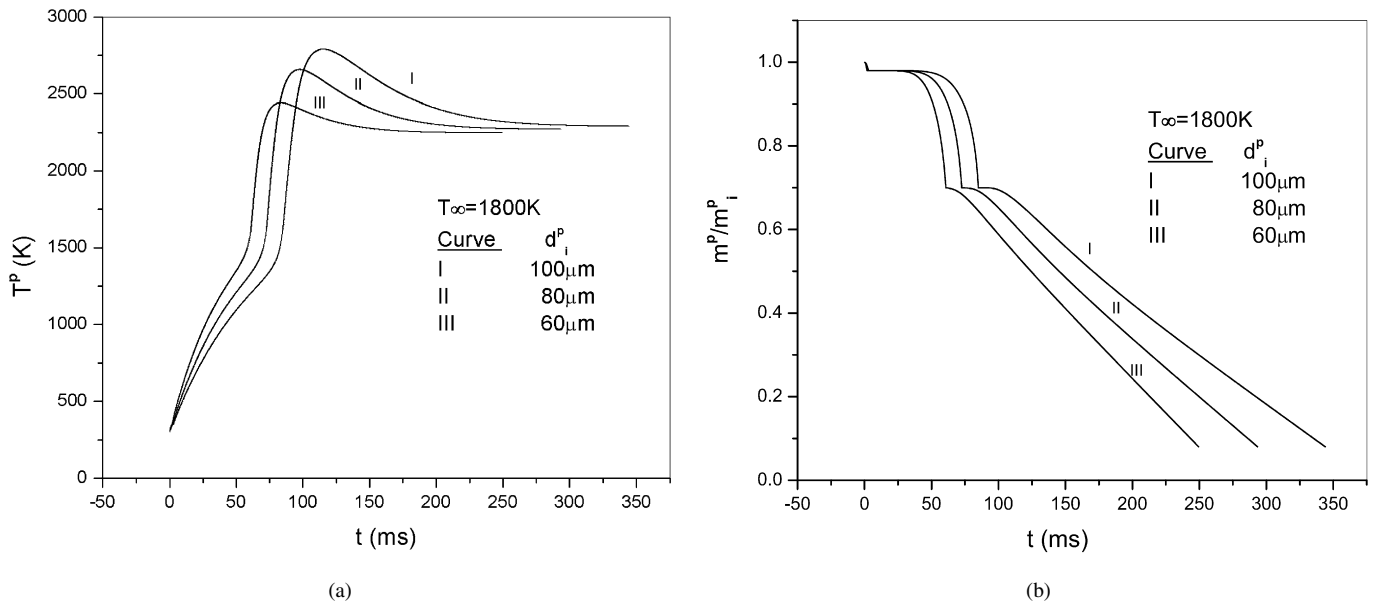 3000
2500
2000
1500
1000
500
0
T^p (K)
I
II
III
T∞=1800K
Curve d^p_i
I 100μm
II 80μm
III 60μm
-50 0 50 100 150 200 250 300 350
t (ms)
(a)
1.0
0.8
0.6
0.4
0.2
0.0
m^p/m^p_i
T∞=1800K
Curve d^p_i
I 100μm
II 80μm
III 60μm
I
II
III
-50 0 50 100 150 200 250 300 350
t (ms)
(b)